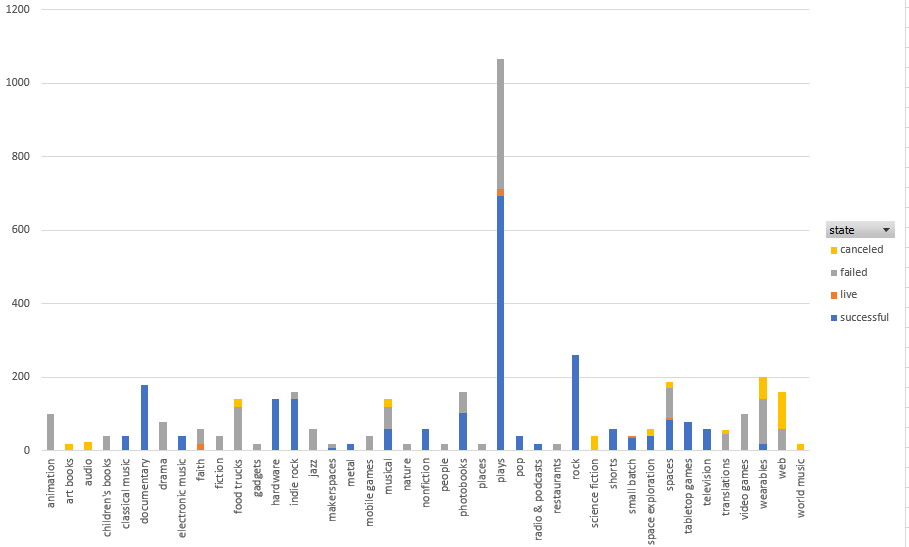 1200
1000
800
600
400
200
0
animation
art books
audio
children's books
classical music
documentary
drama
electronic music
faith
fiction
food trucks
gadgets
hardware
indie rock
jazz
makerspaces
metal
mobile games
musical
nature
nonfiction
people
photobooks
places
plays
pop
radio & podcasts
restaurants
rock
science fiction
shorts
small batch
space exploration
spaces
tabletop games
television
translations
video games
wearables
web
world music
state
canceled
failed
live
successful